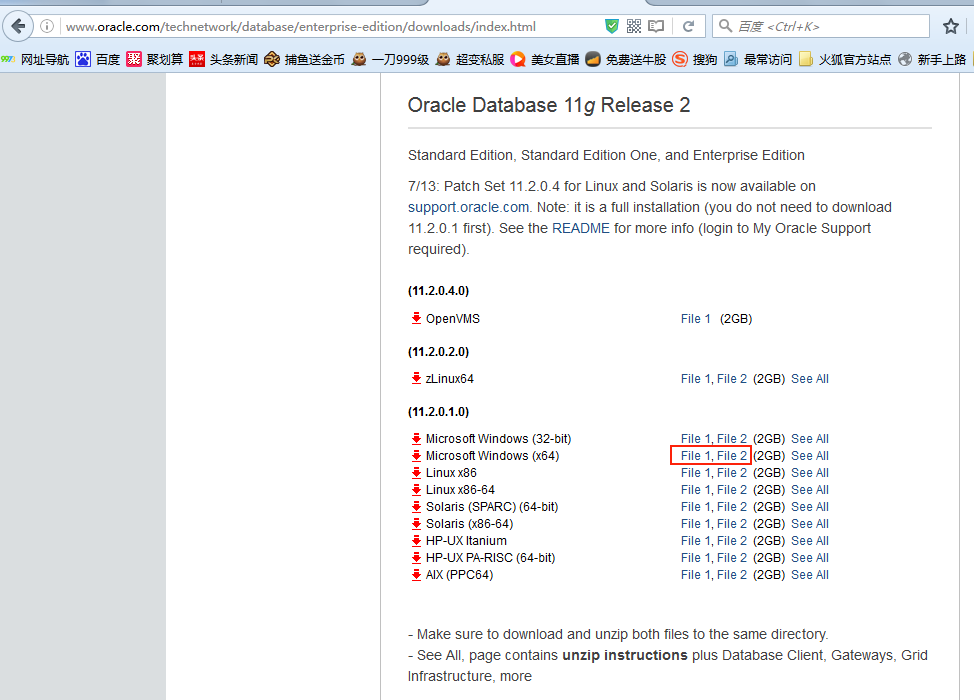 www.oracle.com/technetwork/database/enterprise-edition/downloads/index.html
百度 <Ctrl+K>
网址导航 百度 聚划算 头条新闻 捕鱼送金币 一刀999级 超变私服 美女直播 免费送牛股 搜狗 最常访问 火狐官方站点 新手上路
Oracle Database 11g Release 2
Standard Edition, Standard Edition One, and Enterprise Edition
7/13: Patch Set 11.2.0.4 for Linux and Solaris is now available on
support.oracle.com. Note: it is a full installation (you do not need to download
11.2.0.1 first). See the README for more info (login to My Oracle Support
required).
(11.2.0.4.0)
OpenVMS File 1 (2GB)
(11.2.0.2.0)
zLinux64 File 1, File 2 (2GB) See All
(11.2.0.1.0)
Microsoft Windows (32-bit) File 1, File 2 (2GB) See All
Microsoft Windows (x64) File 1, File 2 (2GB) See All
Linux x86 File 1, File 2 (2GB) See All
Linux x86-64 File 1, File 2 (2GB) See All
Solaris (SPARC) (64-bit) File 1, File 2 (2GB) See All
Solaris (x86-64) File 1, File 2 (2GB) See All
HP-UX Itanium File 1, File 2 (2GB) See All
HP-UX PA-RISC (64-bit) File 1, File 2 (2GB) See All
AIX (PPC64) File 1, File 2 (2GB) See All
- Make sure to download and unzip both files to the same directory.
- See All, page contains unzip instructions plus Database Client, Gateways, Grid
Infrastructure, more